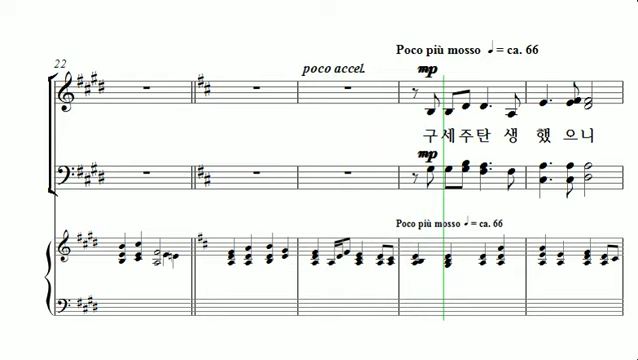 Poco più mosso ♩ = ca. 66
22
poco accel.
mp
구세주탄 생 했 으니
mp
Poco più mosso ♩ = ca. 66